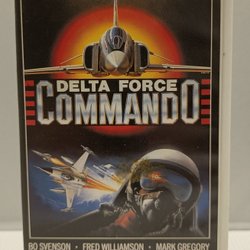 DELTA FORCE
COMMANDO
BO SVENSON • FRED WILLIAMSON • MARK GREGORY